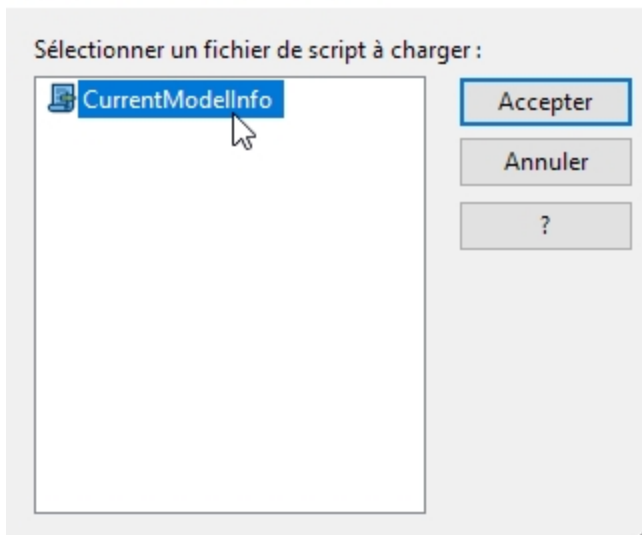 Sélectionner un fichier de script à charger :
CurrentModelInfo
Accepter
Annuler
?